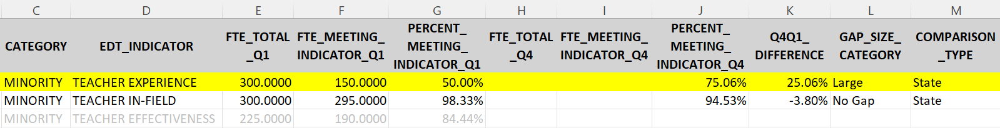 C D E F G H I J K L M
CATEGORY EDT_INDICATOR FTE_TOTAL_Q1 FTE_MEETING_INDICATOR_Q1 PERCENT_MEETING_INDICATOR_Q1 FTE_TOTAL_Q4 FTE_MEETING_INDICATOR_Q4 PERCENT_MEETING_INDICATOR_Q4 Q4Q1_DIFFERENCE GAP_SIZE_CATEGORY COMPARISON_TYPE
MINORITY TEACHER EXPERIENCE 300.0000 150.0000 50.00% 75.06% 25.06% Large State
MINORITY TEACHER IN-FIELD 300.0000 295.0000 98.33% 94.53% -3.80% No Gap State
MINORITY TEACHER EFFECTIVENESS 225.0000 190.0000 84.44%